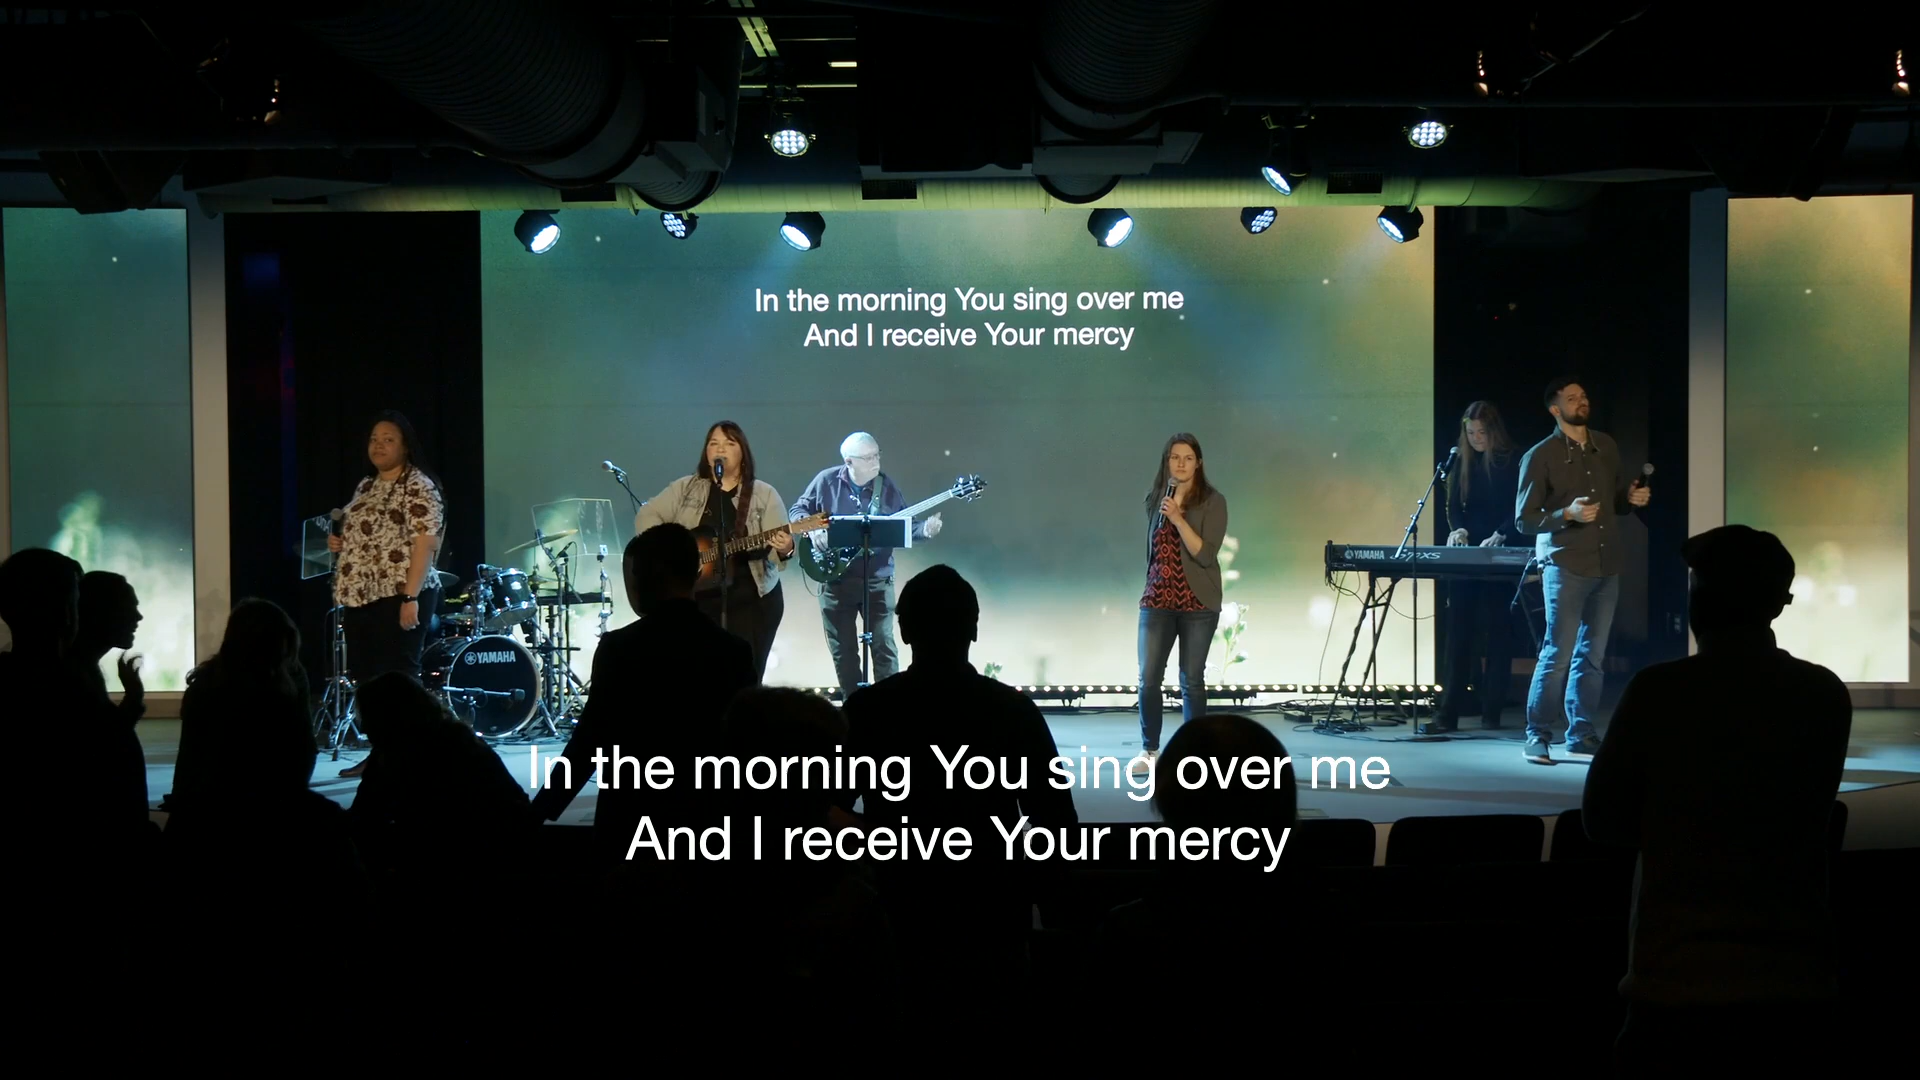 In the morning You sing over me
And I receive Your mercy
YAMAHA
YAMAHA
In the morning You sing over me
And I receive Your mercy